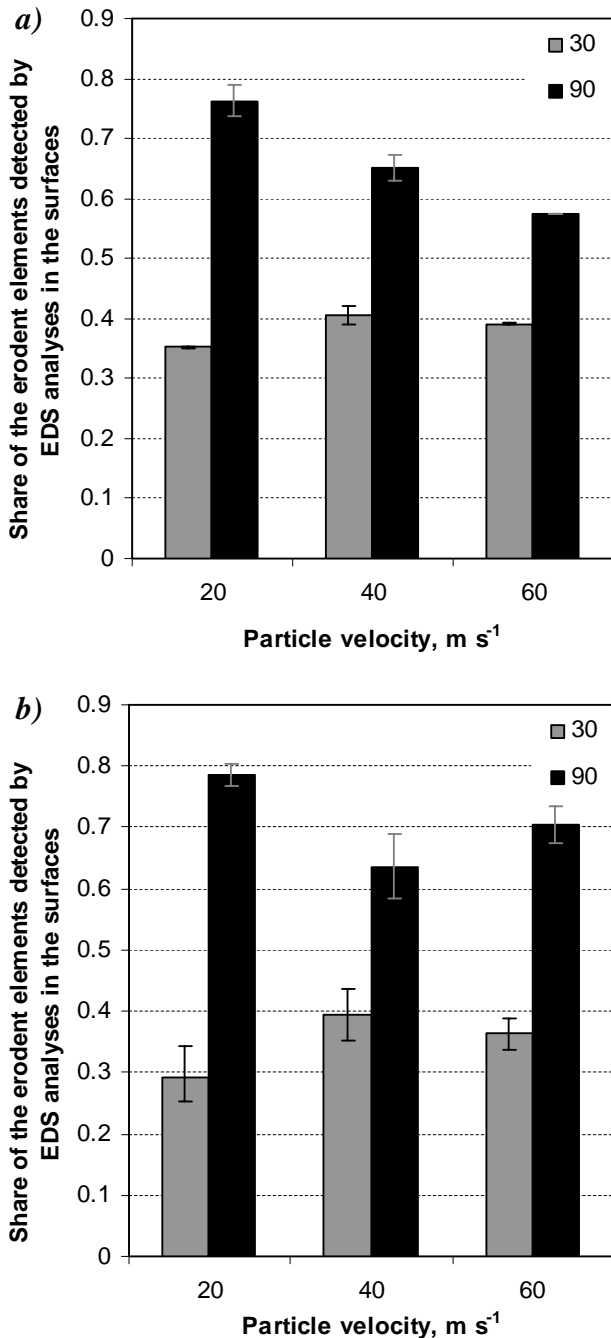 a)
Share of the erodent elements detected by
EDS analyses in the surfaces
0.9
0.8
0.7
0.6
0.5
0.4
0.3
0.2
0.1
0
30
90
20 40 60
Particle velocity, m s-1
b)
Share of the erodent elements detected by
EDS analyses in the surfaces
0.9
0.8
0.7
0.6
0.5
0.4
0.3
0.2
0.1
0
30
90
20 40 60
Particle velocity, m s-1